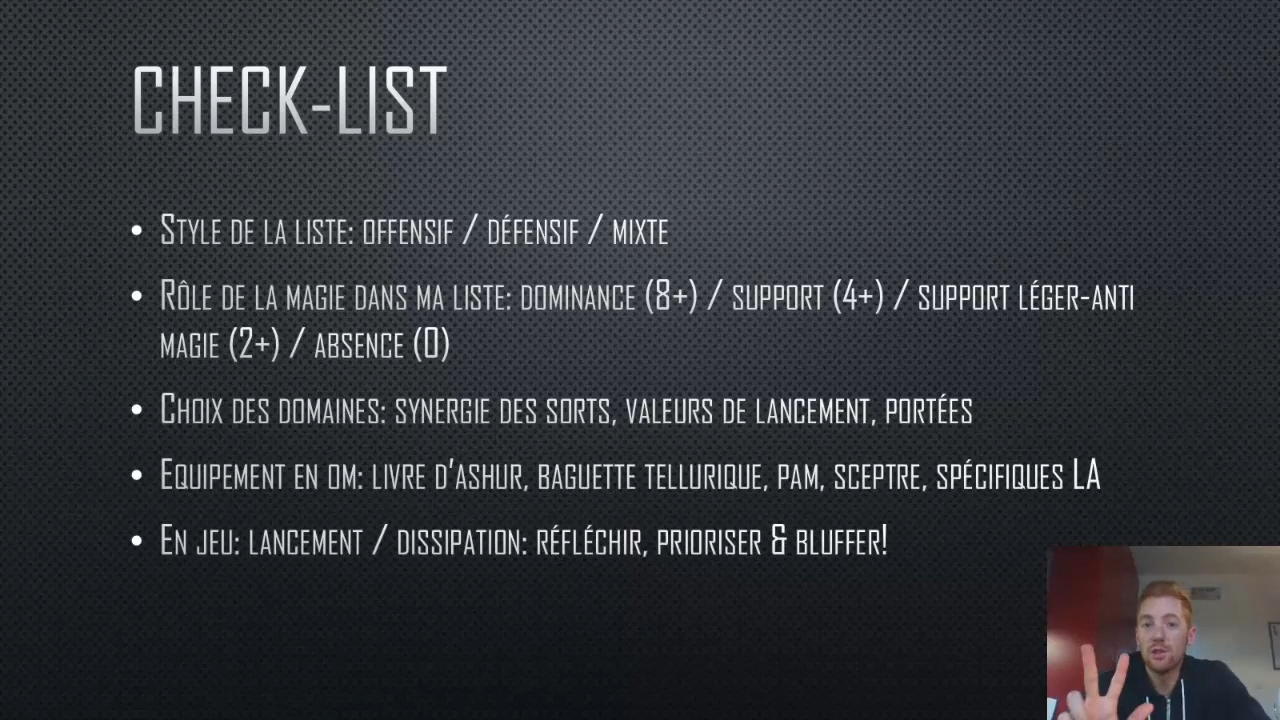 CHECK-LIST
• STYLE DE LA LISTE: OFFENSIF / DÉFENSIF / MIXTE
• RÔLE DE LA MAGIE DANS MA LISTE: DOMINANCE (8+) / SUPPORT (4+) / SUPPORT LÉGER-ANTI
MAGIE (2+) / ABSENCE (0)
• CHOIX DES DOMAINES: SYNERGIE DES SORTS, VALEURS DE LANCEMENT, PORTÉES
• EQUIPEMENT EN OM: LIVRE D'ASHUR, BAGUETTE TELLURIQUE, PAM, SCEPTRE, SPÉCIFIQUES LA
• EN JEU: LANCEMENT / DISSIPATION: RÉFLÉCHIR, PRIORISER & BLUFFER!